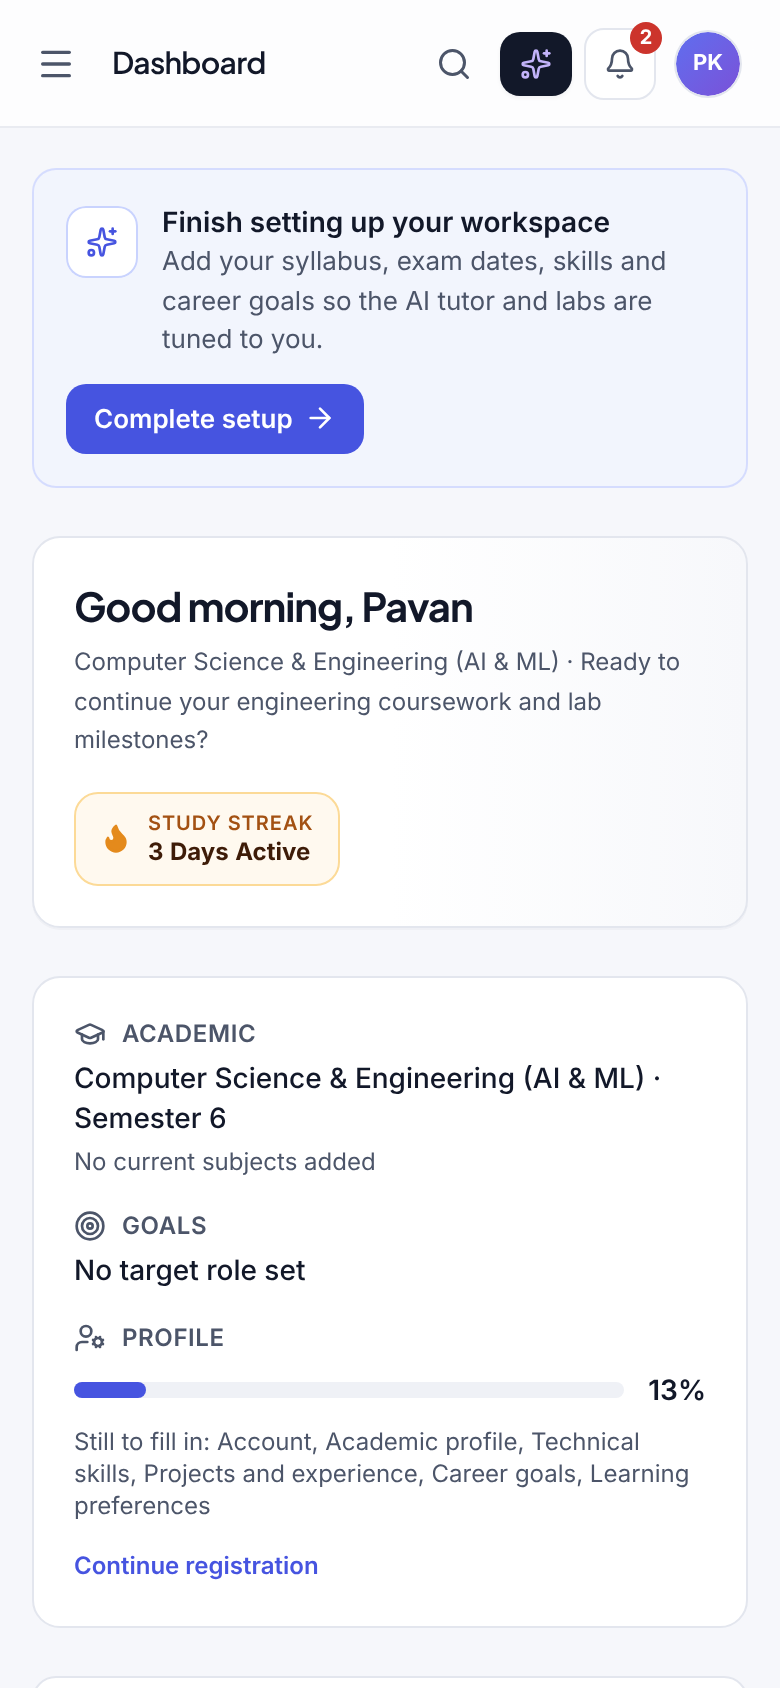 Dashboard
2
PK
Finish setting up your workspace
Add your syllabus, exam dates, skills and
career goals so the AI tutor and labs are
tuned to you.
Complete setup
Good morning, Pavan
Computer Science & Engineering (AI & ML) · Ready to
continue your engineering coursework and lab
milestones?
STUDY STREAK
3 Days Active
ACADEMIC
Computer Science & Engineering (AI & ML) ·
Semester 6
No current subjects added
GOALS
No target role set
PROFILE
13%
Still to fill in: Account, Academic profile, Technical
skills, Projects and experience, Career goals, Learning
preferences
Continue registration